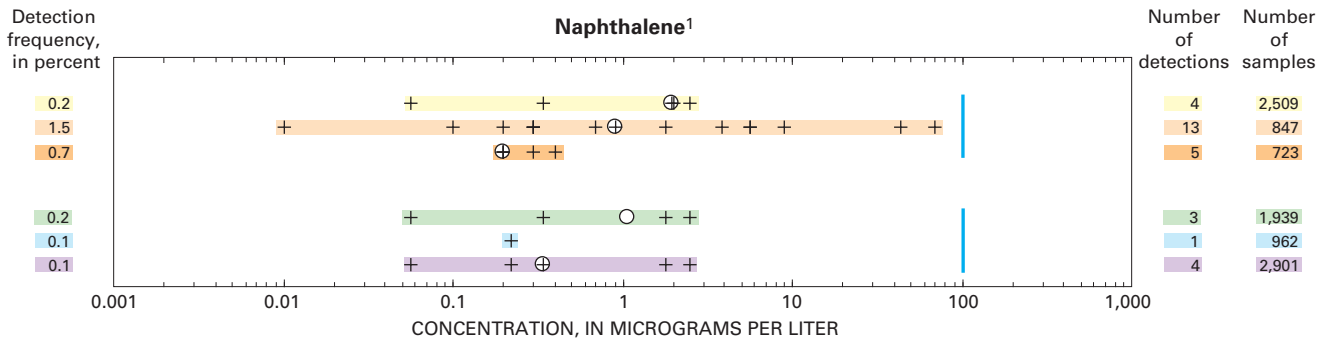 Naphthalene1
Detection
frequency,
in percent
Number
of
detections
Number
of
samples
0.2 4 2,509
1.5 13 847
0.7 5 723
0.2 3 1,939
0.1 1 962
0.1 4 2,901
0.001 0.01 0.1 1 10 100 1,000
CONCENTRATION, IN MICROGRAMS PER LITER